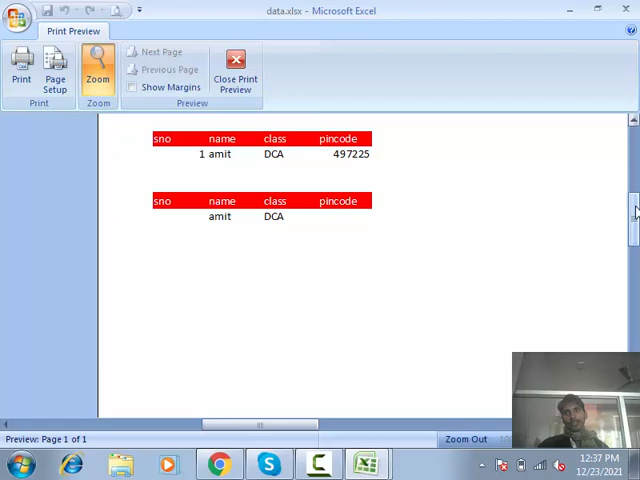 data.xlsx - Microsoft Excel
Print Preview
Print
Page Setup
Zoom
Next Page
Previous Page
Show Margins
Close Print Preview
Print
Zoom
Preview
sno name class pincode
1 amit DCA 497225
sno name class pincode
amit DCA
Preview: Page 1 of 1
Zoom Out
12:37 PM
12/23/2021